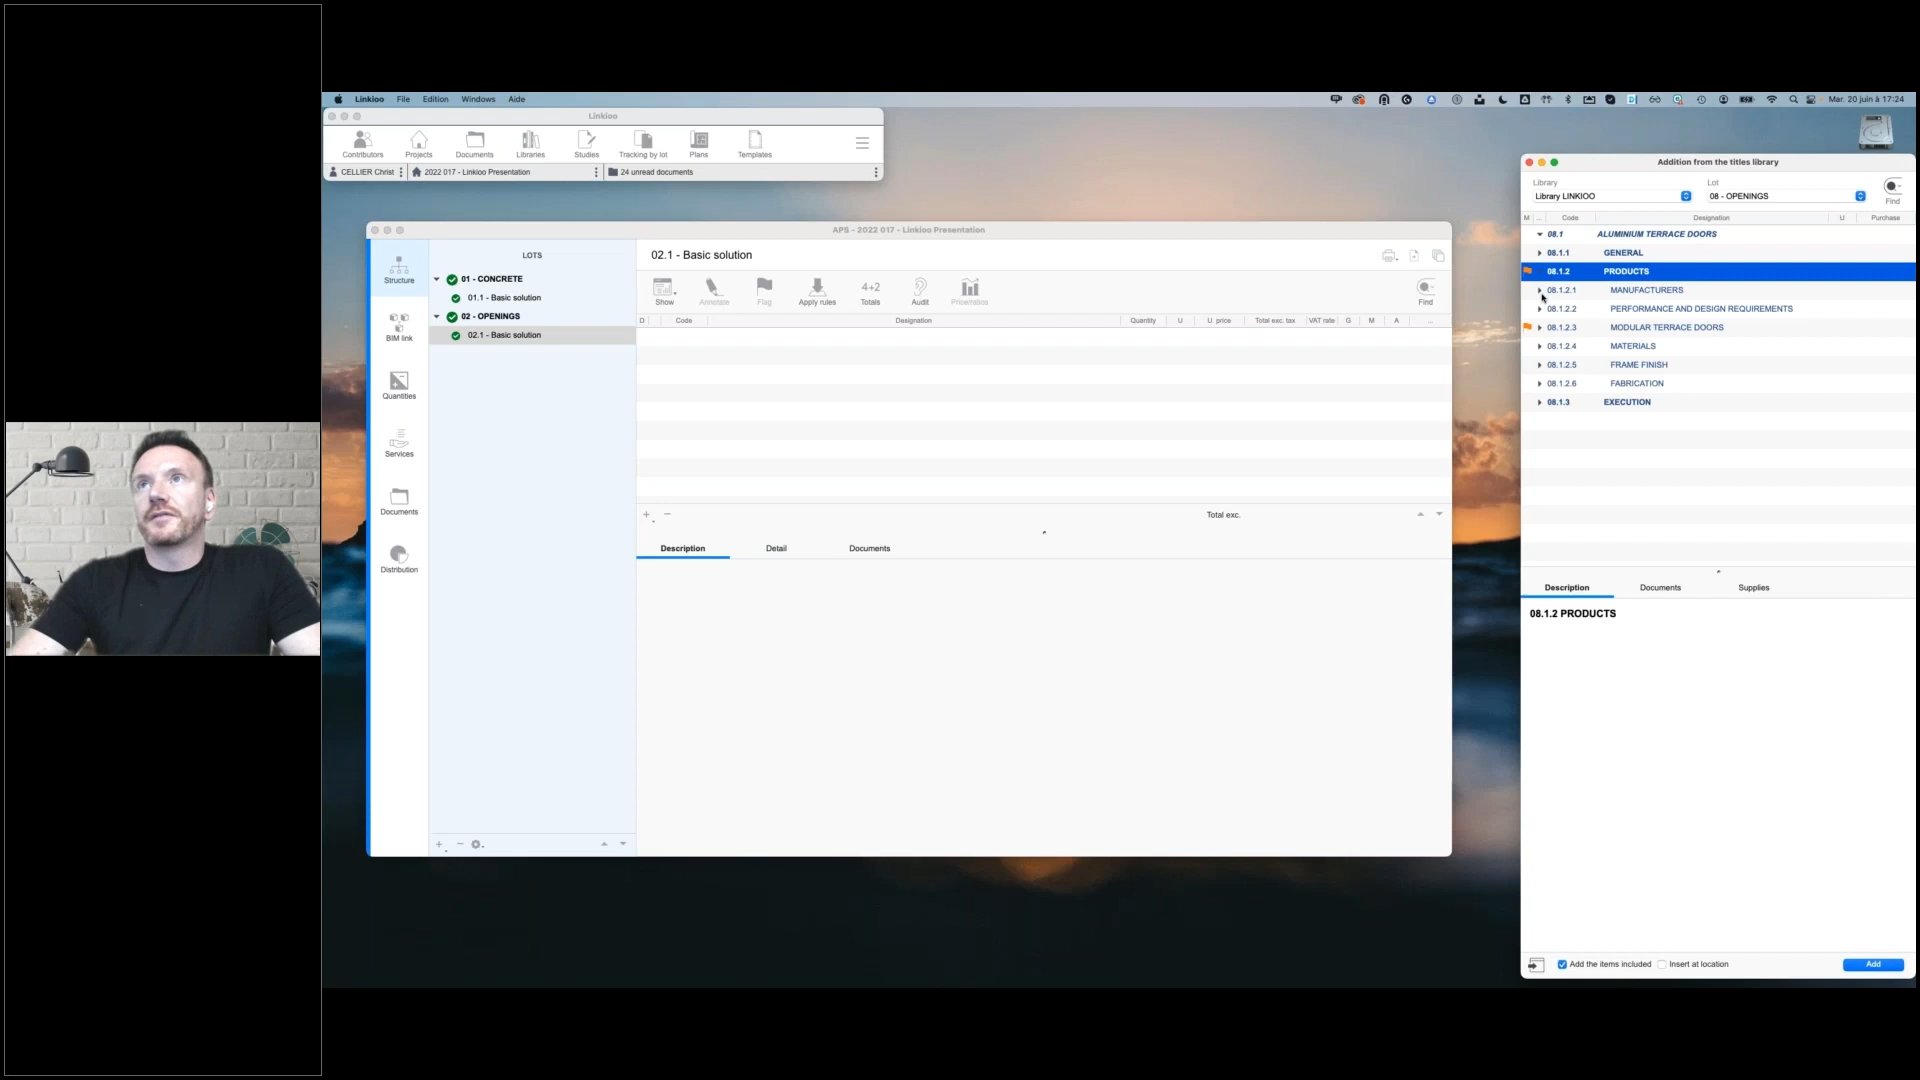 Linkioo File Edition Windows Aide
Mar. 20 juin à 17:24
Linkioo
Contributors Projects Documents Libraries Studies Tracking by lot Plans Templates
CELLIER Christ 2022 017 - Linkioo Presentation 24 unread documents
APS - 2022 017 - Linkioo Presentation
Structure
BIM link
Quantities
Services
Documents
Distribution
LOTS
01 - CONCRETE
01.1 - Basic solution
02 - OPENINGS
02.1 - Basic solution
02.1 - Basic solution
Show Annotate Flag Apply rules Totals Audit Price/ratios Find
4+2
D Code Designation Quantity U U. price Total exc. tax VAT rate G M A ...
Total exc.
Description Detail Documents
Addition from the titles library
Library Lot
Library LINKIOO 08 - OPENINGS
Find
M ... Code Designation U Purchase
08.1 ALUMINIUM TERRACE DOORS
08.1.1 GENERAL
08.1.2 PRODUCTS
08.1.2.1 MANUFACTURERS
08.1.2.2 PERFORMANCE AND DESIGN REQUIREMENTS
08.1.2.3 MODULAR TERRACE DOORS
08.1.2.4 MATERIALS
08.1.2.5 FRAME FINISH
08.1.2.6 FABRICATION
08.1.3 EXECUTION
Description Documents Supplies
08.1.2 PRODUCTS
Add the items included Insert at location Add